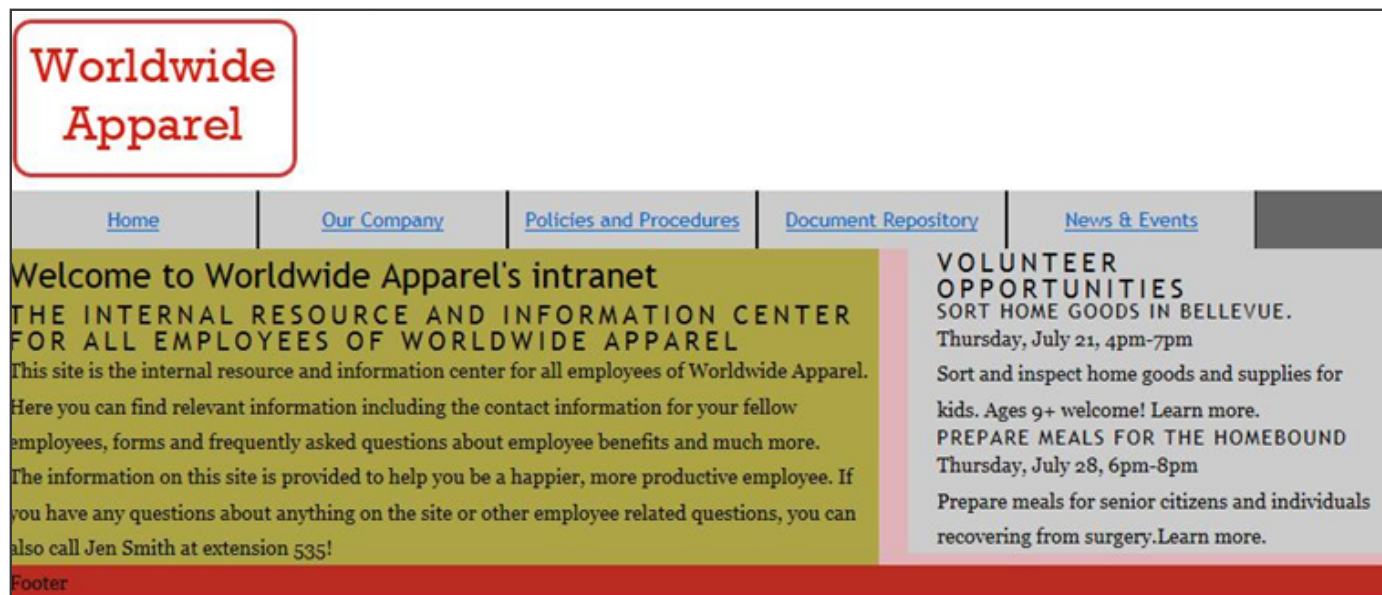 Worldwide
Apparel
Home
Our Company
Policies and Procedures
Document Repository
News & Events
Welcome to Worldwide Apparel's intranet
THE INTERNAL RESOURCE AND INFORMATION CENTER
FOR ALL EMPLOYEES OF WORLDWIDE APPAREL
This site is the internal resource and information center for all employees of Worldwide Apparel.
Here you can find relevant information including the contact information for your fellow
employees, forms and frequently asked questions about employee benefits and much more.
The information on this site is provided to help you be a happier, more productive employee. If
you have any questions about anything on the site or other employee related questions, you can
also call Jen Smith at extension 535!
VOLUNTEER
OPPORTUNITIES
SORT HOME GOODS IN BELLEVUE.
Thursday, July 21, 4pm-7pm
Sort and inspect home goods and supplies for
kids. Ages 9+ welcome! Learn more.
PREPARE MEALS FOR THE HOMEBOUND
Thursday, July 28, 6pm-8pm
Prepare meals for senior citizens and individuals
recovering from surgery.Learn more.
Footer